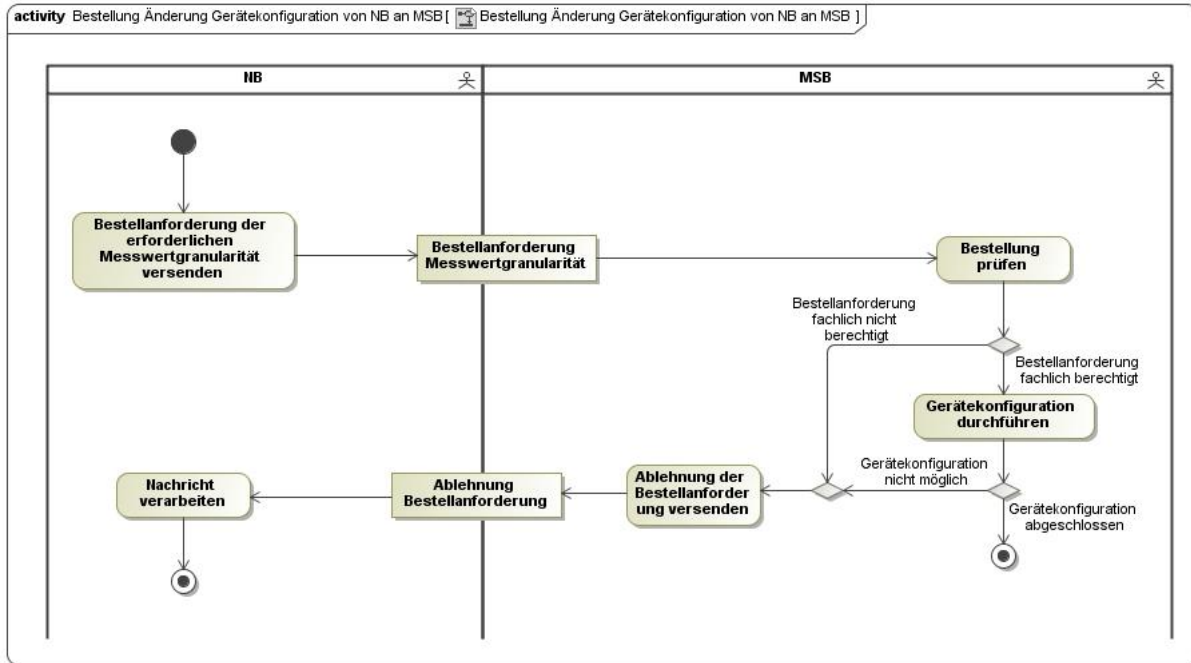 activity Bestellung Änderung Gerätekonfiguration von NB an MSB [ Bestellung Änderung Gerätekonfiguration von NB an MSB ]
NB
MSB
Bestellanforderung der
erforderlichen
Messwertgranularität
versenden
Bestellanforderung
Messwertgranularität
Bestellung
prüfen
Bestellanforderung
fachlich nicht
berechtigt
Bestellanforderung
fachlich berechtigt
Gerätekonfiguration
durchführen
Gerätekonfiguration
nicht möglich
Gerätekonfiguration
abgeschlossen
Ablehnung der
Bestellanforder
ung versenden
Ablehnung
Bestellanforderung
Nachricht
verarbeiten